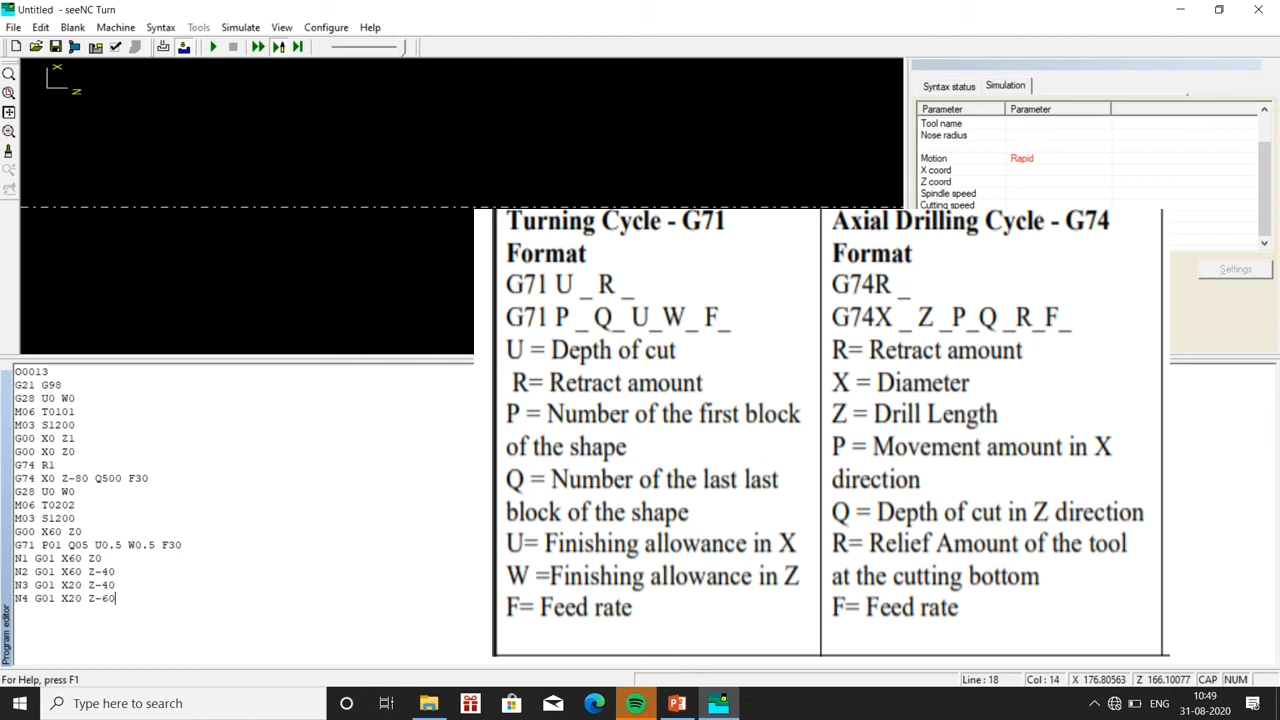 Untitled - seeNC Turn
File Edit Blank Machine Syntax Tools Simulate View Configure Help
X
Z
Syntax status Simulation
Parameter Parameter
Tool name
Nose radius
Motion Rapid
X coord
Z coord
Spindle speed
Cutting speed
Settings
Turning Cycle - G71
Format
G71 U _ R _
G71 P _ Q_ U_W_ F_
U = Depth of cut
R= Retract amount
P = Number of the first block
of the shape
Q = Number of the last last
block of the shape
U= Finishing allowance in X
W =Finishing allowance in Z
F= Feed rate
Axial Drilling Cycle - G74
Format
G74R _
G74X _ Z _P_Q _R_F_
R= Retract amount
X = Diameter
Z = Drill Length
P = Movement amount in X
direction
Q = Depth of cut in Z direction
R= Relief Amount of the tool
at the cutting bottom
F= Feed rate
O0013
G21 G98
G28 U0 W0
M06 T0101
M03 S1200
G00 X0 Z1
G00 X0 Z0
G74 R1
G74 X0 Z-80 Q500 F30
G28 U0 W0
M06 T0202
M03 S1200
G00 X60 Z0
G71 P01 Q05 U0.5 W0.5 F30
N1 G01 X60 Z0
N2 G01 X60 Z-40
N3 G01 X20 Z-40
N4 G01 X20 Z-60
Program editor
For Help, press F1
Line : 18 Col : 14 X 176.80563 Z 166.10077 CAP NUM
Type here to search
ENG
10:49
31-08-2020